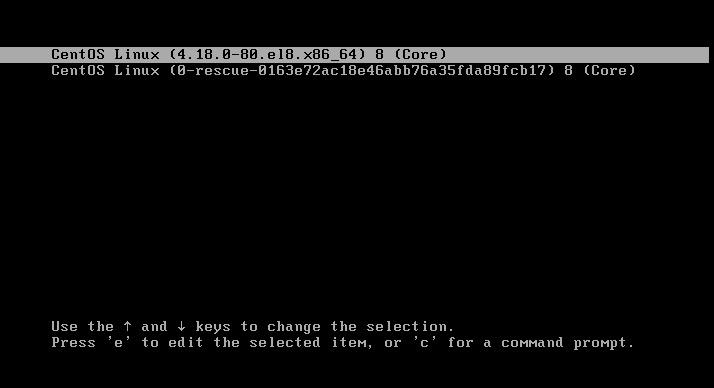 CentOS Linux (4.18.0-80.el8.x86_64) 8 (Core)
CentOS Linux (0-rescue-0163e72ac18e46abb76a35fda89fcb17) 8 (Core)
Use the ↑ and ↓ keys to change the selection.
Press 'e' to edit the selected item, or 'c' for a command prompt.